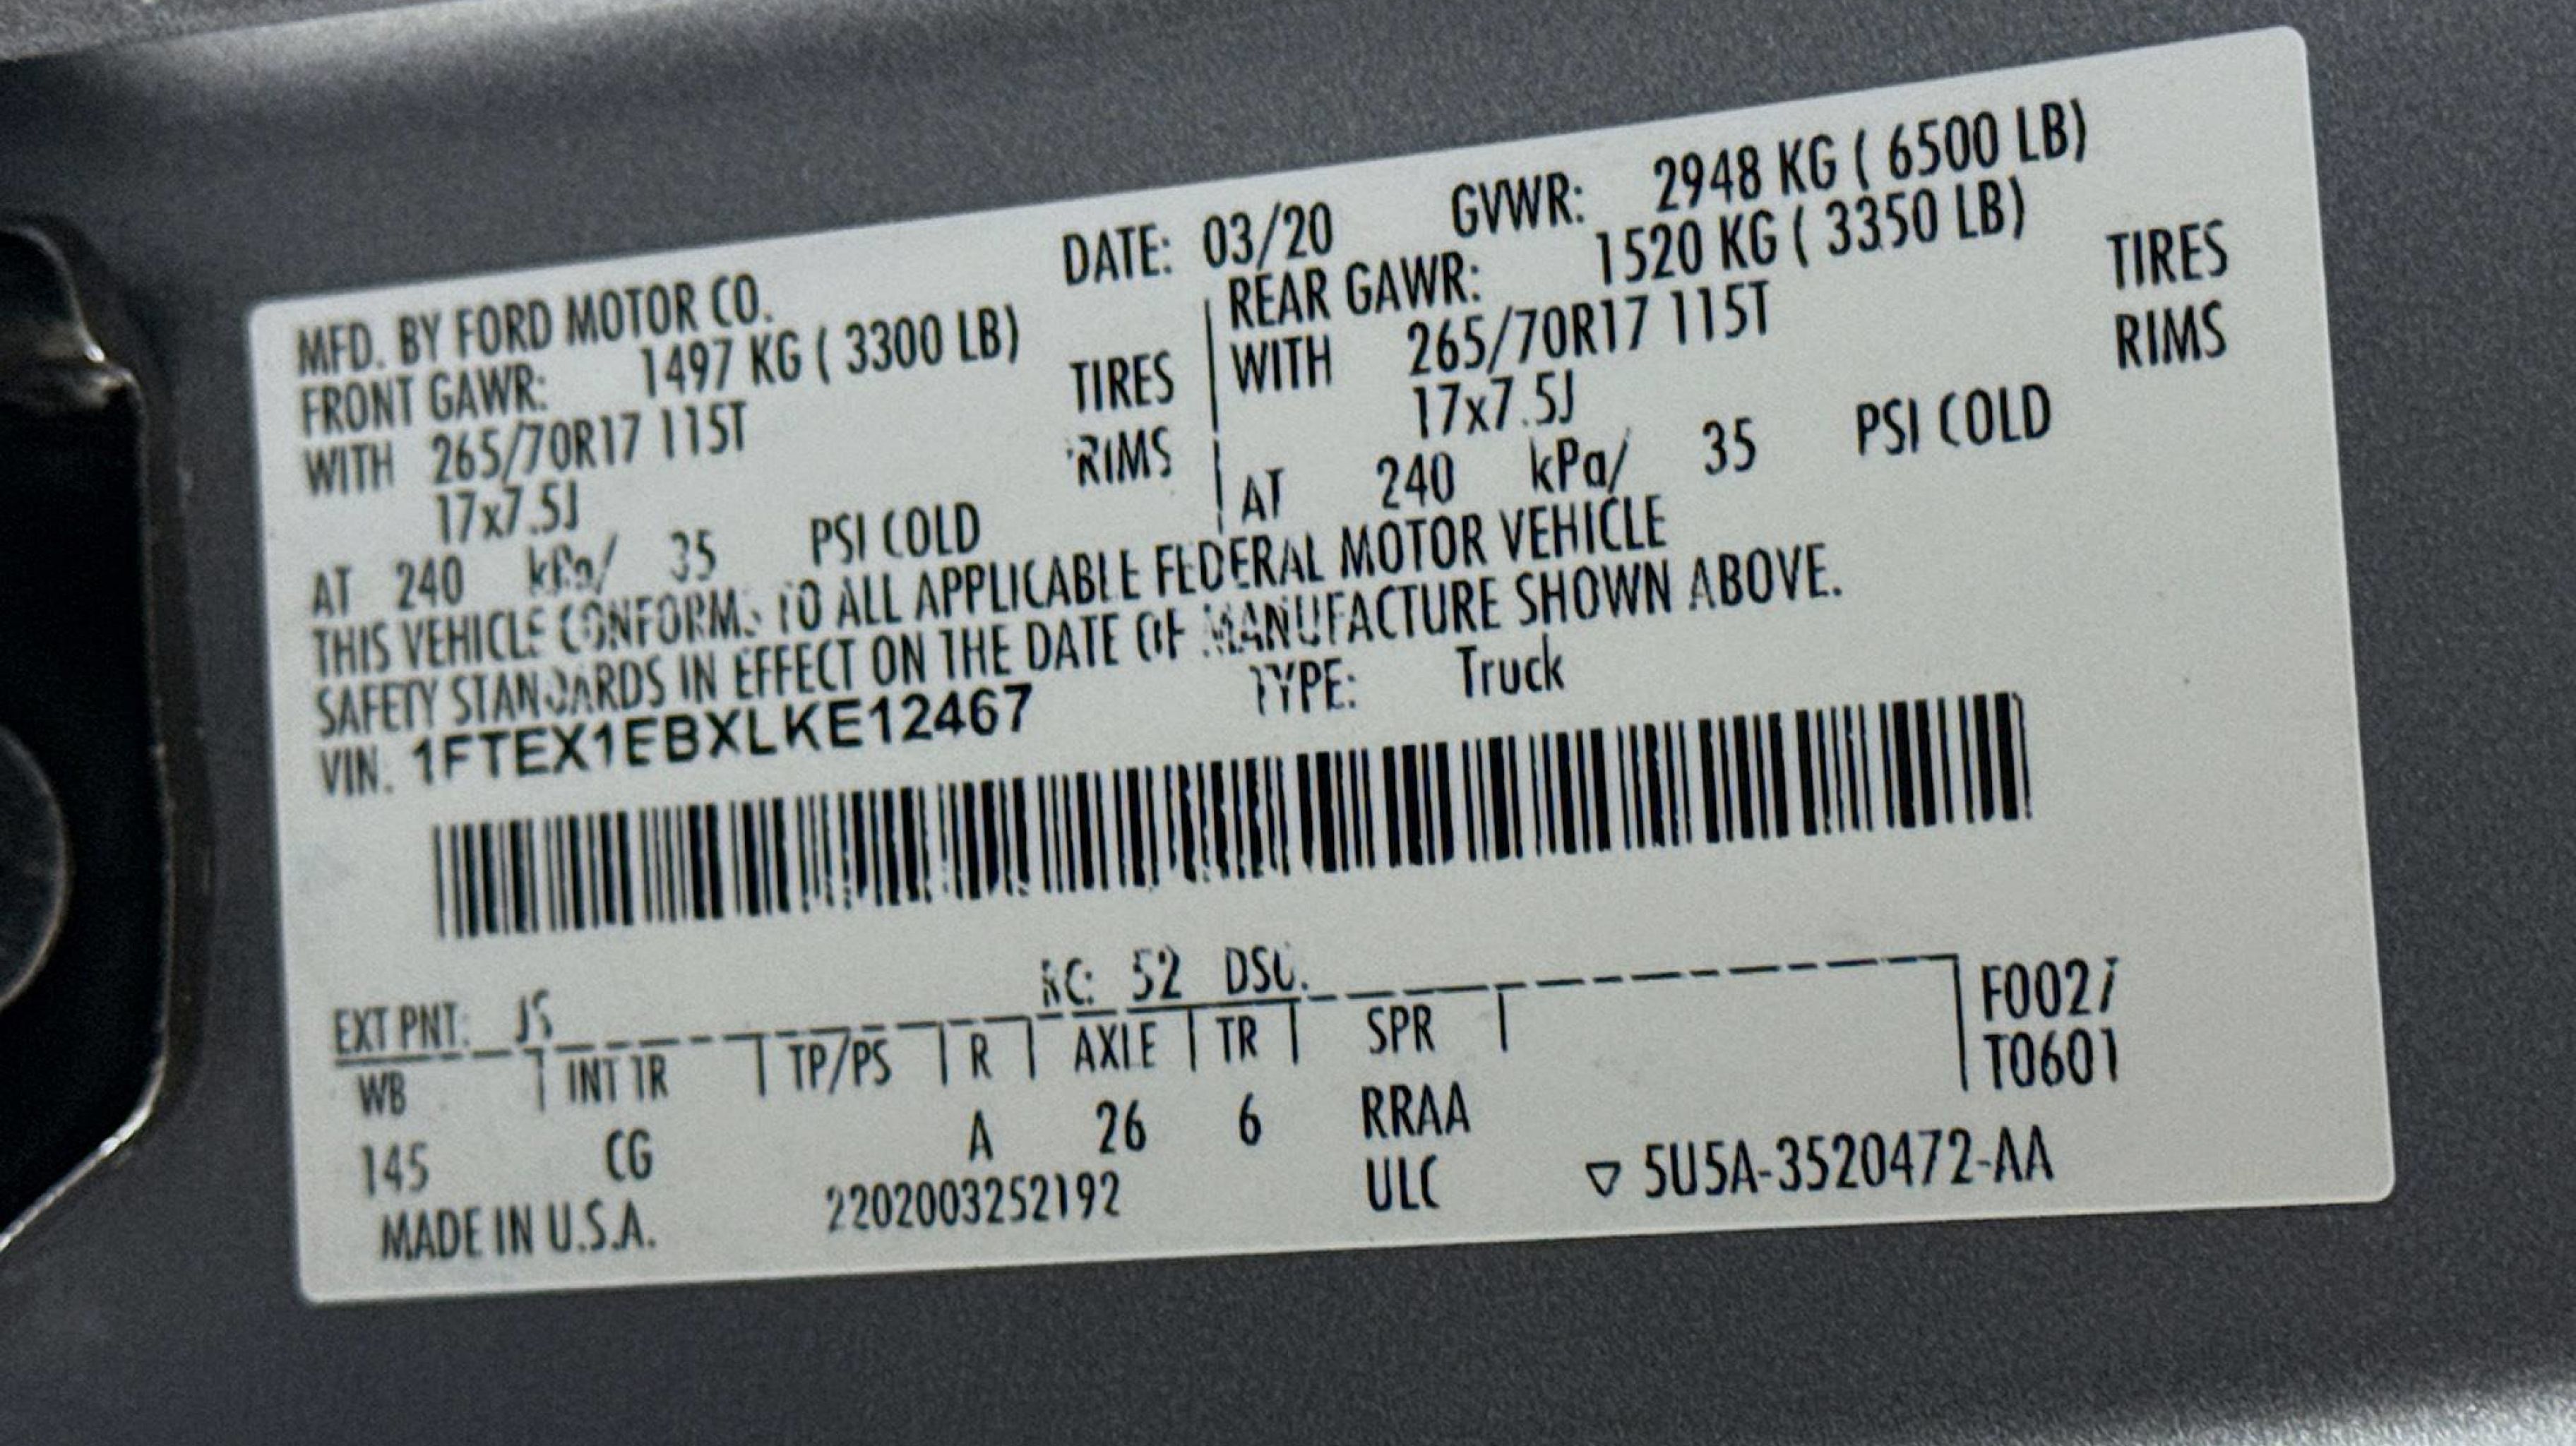 MFD. BY FORD MOTOR CO. DATE: 03/20 GVWR: 2948 KG ( 6500 LB)
FRONT GAWR: 1497 KG ( 3300 LB) REAR GAWR: 1520 KG ( 3350 LB)
WITH 265/70R17 115T TIRES WITH 265/70R17 115T TIRES
17x7.5J RIMS 17x7.5J RIMS
AT 240 kPa/ 35 PSI COLD AT 240 kPa/ 35 PSI COLD
THIS VEHICLE CONFORMS TO ALL APPLICABLE FEDERAL MOTOR VEHICLE
SAFETY STANDARDS IN EFFECT ON THE DATE OF MANUFACTURE SHOWN ABOVE.
VIN. 1FTEX1EBXLKE12467 TYPE: Truck
EXT PNT: JS RC: 52 DSO:
WB INT TR TP/PS R AXLE TR SPR F0027
145 CG A 26 6 RRAA T0601
MADE IN U.S.A. 2202003252192 ULC ▽ 5U5A-3520472-AA